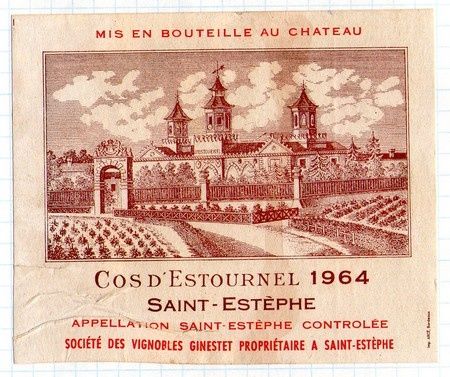 MIS EN BOUTEILLE AU CHATEAU
COS D'ESTOURNEL 1964
SAINT-ESTÈPHE
APPELLATION SAINT-ESTÈPHE CONTROLÉE
SOCIÉTÉ DES VIGNOBLES GINESTET PROPRIÉTAIRE A SAINT-ESTÈPHE